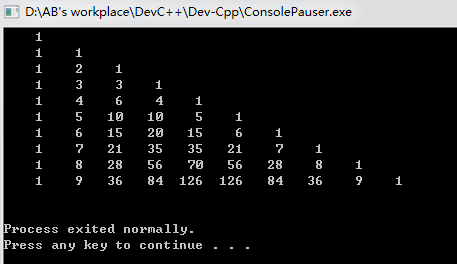 D:\AB's workplace\DevC++\Dev-Cpp\ConsolePauser.exe
1
1 1
1 2 1
1 3 3 1
1 4 6 4 1
1 5 10 10 5 1
1 6 15 20 15 6 1
1 7 21 35 35 21 7 1
1 8 28 56 70 56 28 8 1
1 9 36 84 126 126 84 36 9 1
Process exited normally.
Press any key to continue . . .